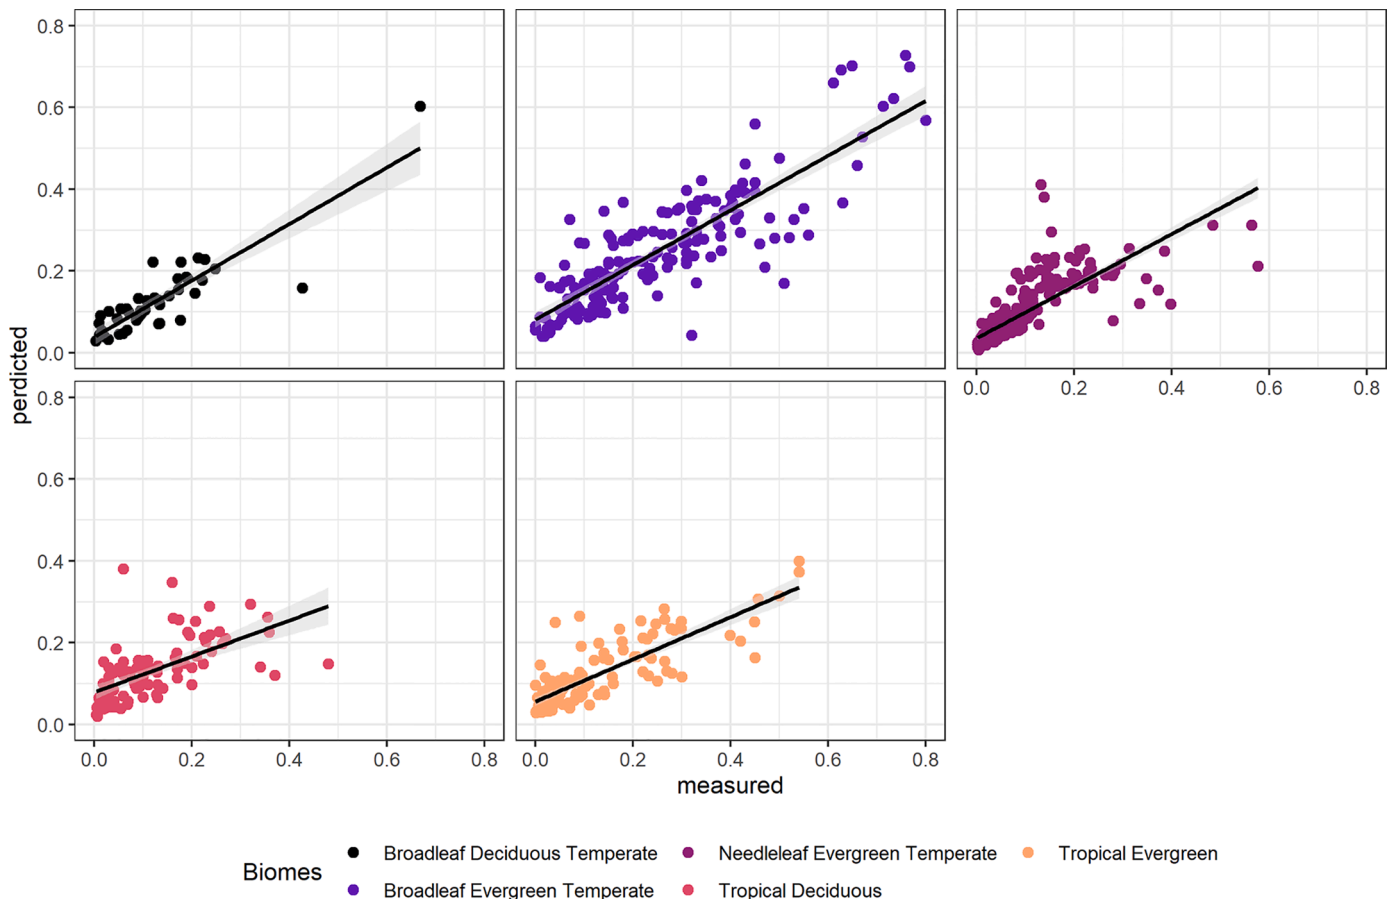 0.8
0.6
0.4
0.2
0.0
0.0 0.2 0.4 0.6 0.8
perdicted
0.8
0.6
0.4
0.2
0.0
0.0 0.2 0.4 0.6 0.8
0.0 0.2 0.4 0.6 0.8
measured
Biomes
Broadleaf Deciduous Temperate
Needleleaf Evergreen Temperate
Tropical Evergreen
Broadleaf Evergreen Temperate
Tropical Deciduous